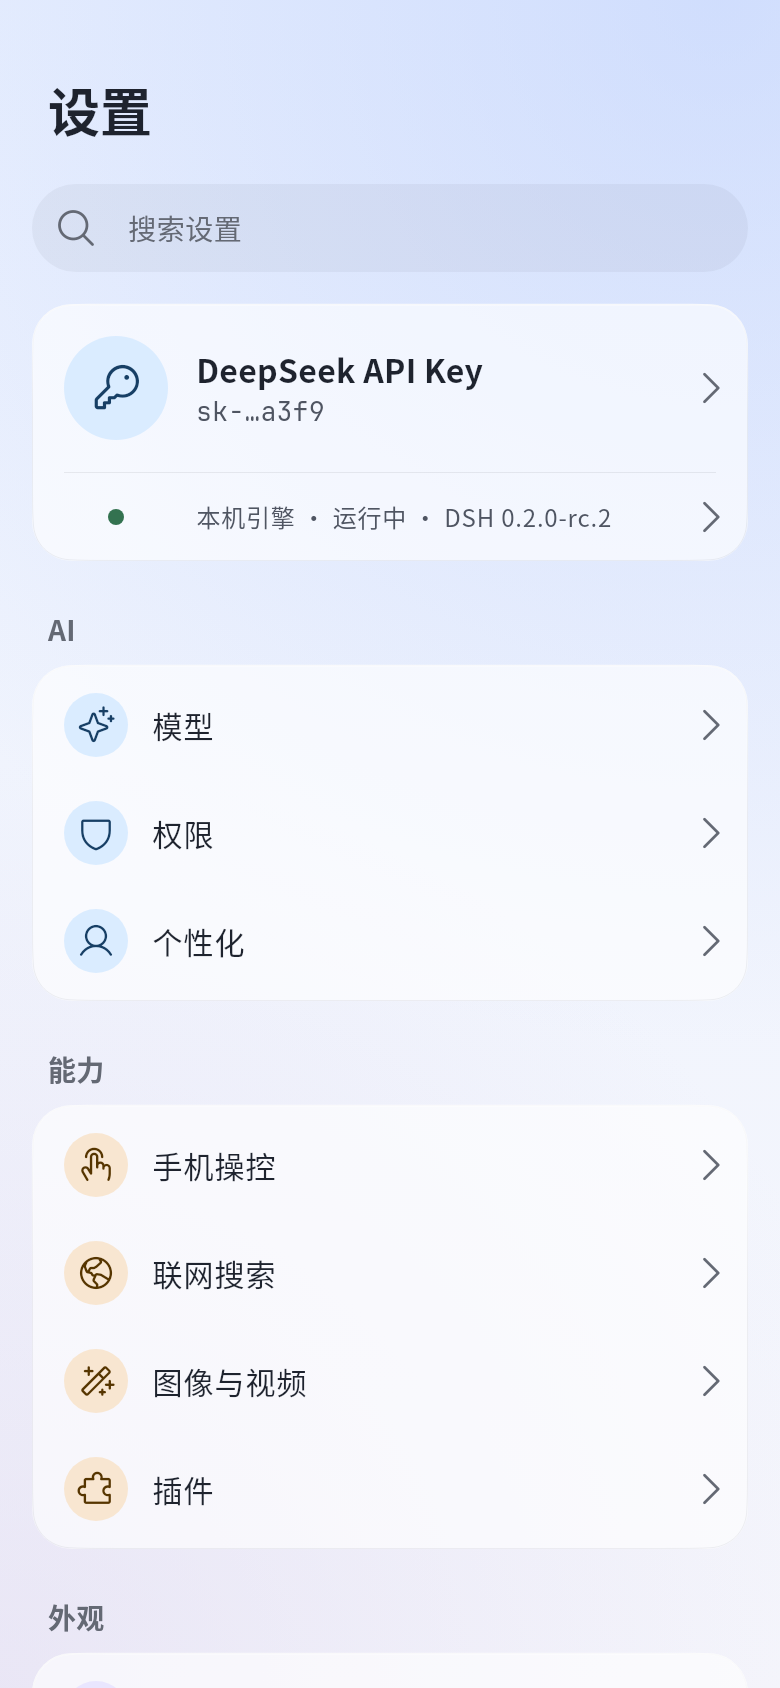 设置
搜索设置
DeepSeek API Key
sk-…a3f9
本机引擎 · 运行中 · DSH 0.2.0-rc.2
AI
模型
权限
个性化
能力
手机操控
联网搜索
图像与视频
插件
外观